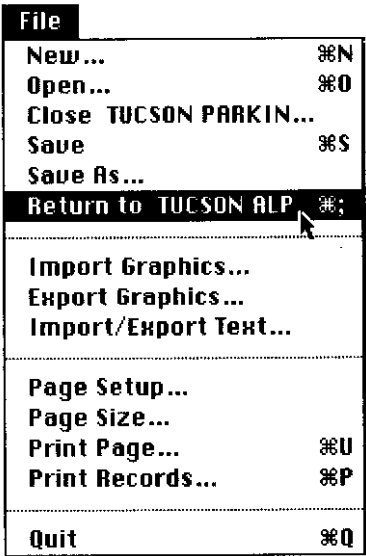 File
New... ⌘N
Open... ⌘O
Close TUCSON PARKIN...
Save ⌘S
Save As...
Return to TUCSON ALP ⌘;
Import Graphics...
Export Graphics...
Import/Export Text...
Page Setup...
Page Size...
Print Page... ⌘U
Print Records... ⌘P
Quit ⌘Q